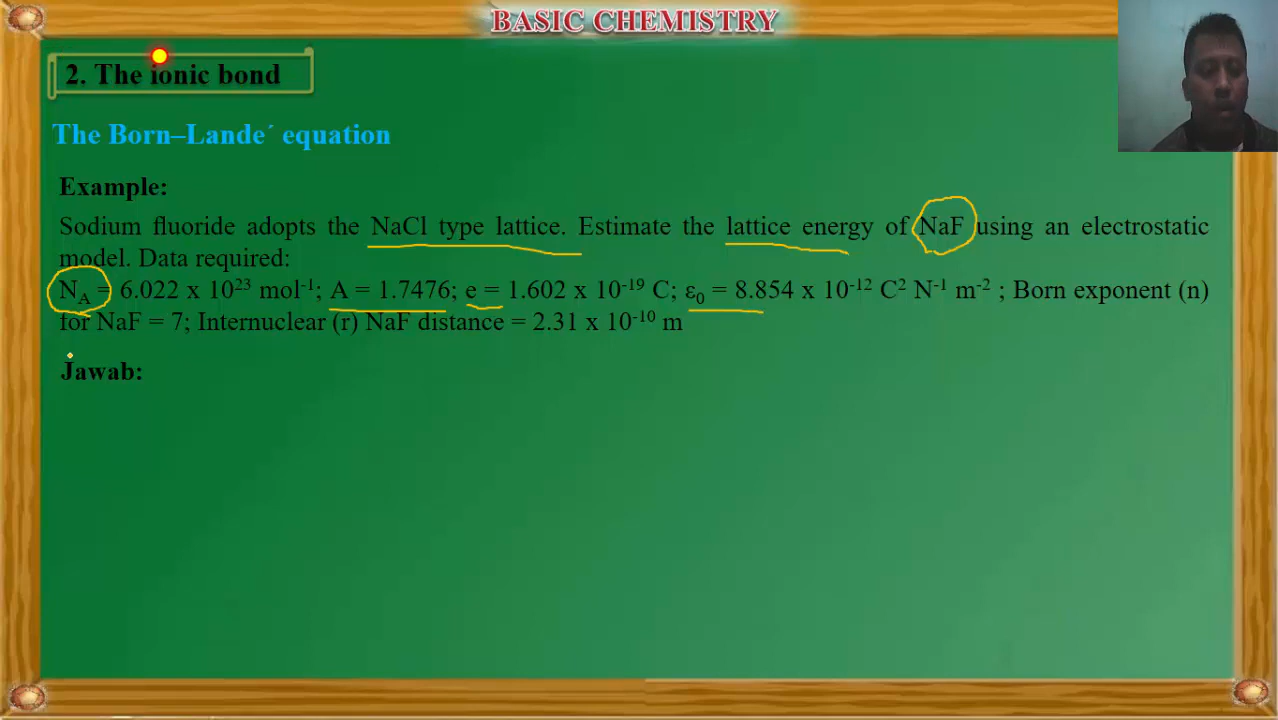 BASIC CHEMISTRY
2. The ionic bond
The Born–Lande´ equation
Example:
Sodium fluoride adopts the NaCl type lattice. Estimate the lattice energy of NaF using an electrostatic
model. Data required:
N_A = 6.022 x 10²³ mol⁻¹; A = 1.7476; e = 1.602 x 10⁻¹⁹ C; ε₀ = 8.854 x 10⁻¹² C² N⁻¹ m⁻² ; Born exponent (n)
for NaF = 7; Internuclear (r) NaF distance = 2.31 x 10⁻¹⁰ m
Jawab: